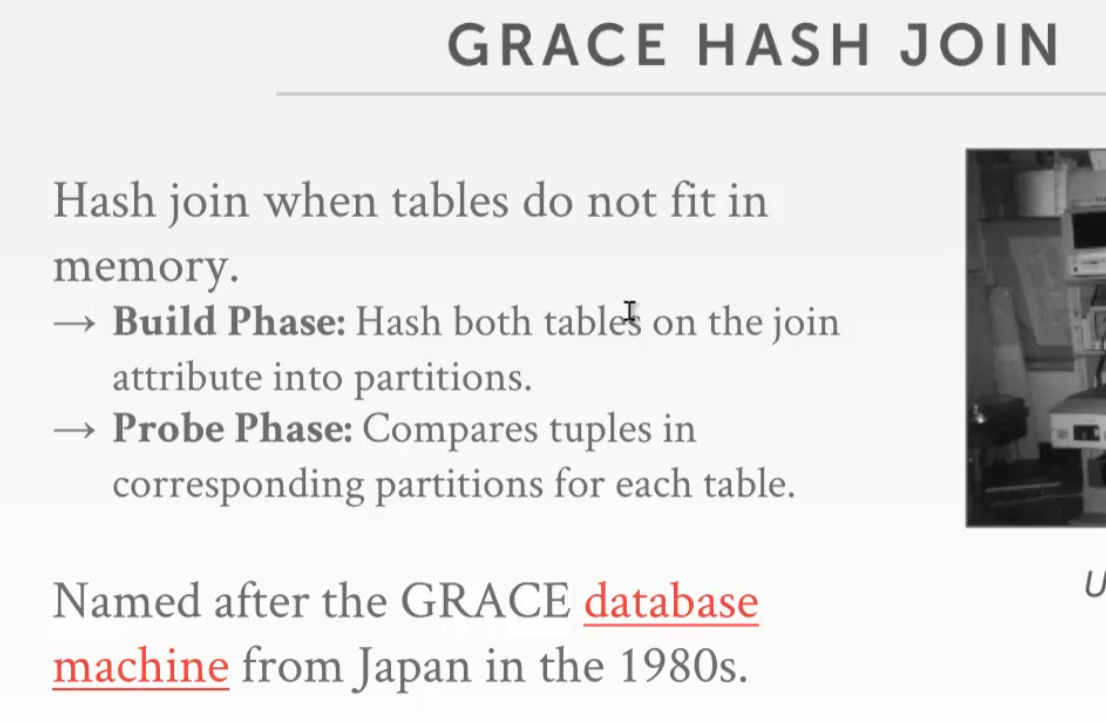 GRACE HASH JOIN
Hash join when tables do not fit in
memory.
→ Build Phase: Hash both tables on the join
attribute into partitions.
→ Probe Phase: Compares tuples in
corresponding partitions for each table.
Named after the GRACE database
machine from Japan in the 1980s.